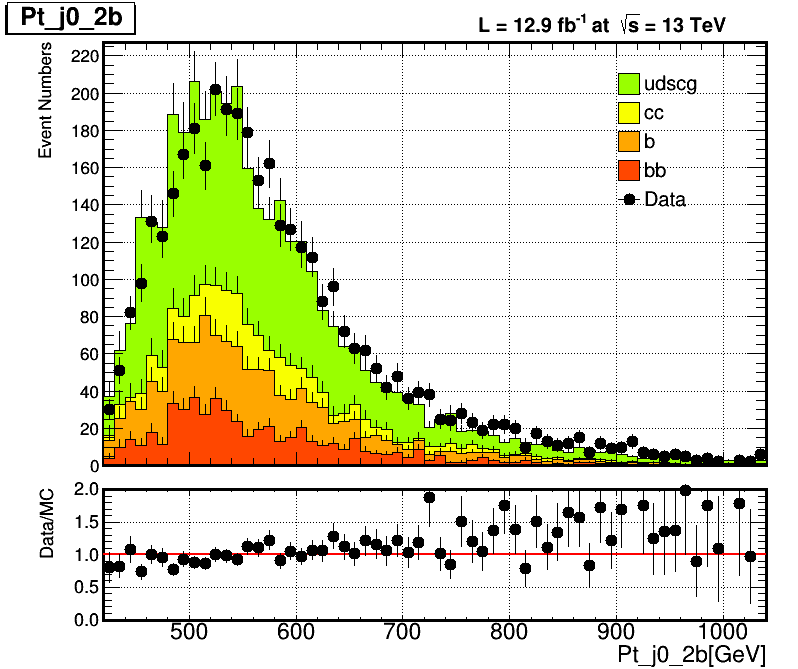 Pt_j0_2b
L = 12.9 fb⁻¹ at √s = 13 TeV
Event Numbers
220
200
180
160
140
120
100
80
60
40
20
0
udscg
cc
b
bb
Data
Data/MC
2.0
1.5
1.0
0.5
0.0
500 600 700 800 900 1000
Pt_j0_2b[GeV]